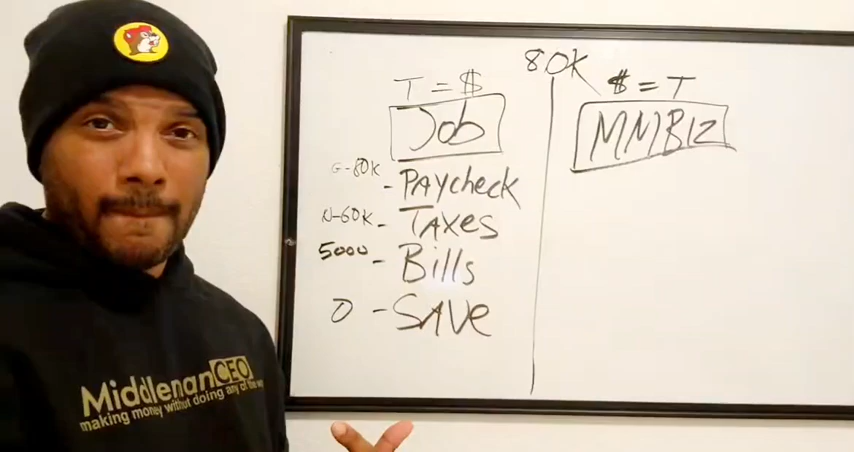 80K
T = $
Job
G-80K - PAycheck
N-60K - TAxes
5000 - Bills
0 - SAVe
$ = T
MMBIZ
MiddlemanCEO
making money without doing any of the work